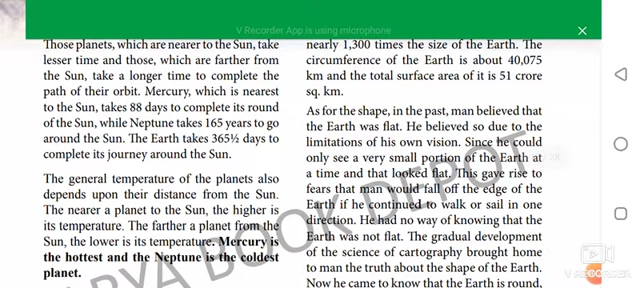 V Recorder App is using microphone
Those planets, which are nearer to the Sun, take
lesser time and those, which are farther from
the Sun, take a longer time to complete the
path of their orbit. Mercury, which is nearest
to the Sun, takes 88 days to complete its round
of the Sun, while Neptune takes 165 years to go
around the Sun. The Earth takes 365½ days to
complete its journey around the Sun.
The general temperature of the planets also
depends upon their distance from the Sun.
The nearer a planet to the Sun, the higher is
its temperature. The farther a planet from the
Sun, the lower is its temperature. Mercury is
the hottest and the Neptune is the coldest
planet.
nearly 1,300 times the size of the Earth. The
circumference of the Earth is about 40,075
km and the total surface area of it is 51 crore
sq. km.
As for the shape, in the past, man believed that
the Earth was flat. He believed so due to the
limitations of his own vision. Since he could
only see a very small portion of the Earth at
a time and that looked flat. This gave rise to
fears that man would fall off the edge of the
Earth if he continued to walk or sail in one
direction. He had no way of knowing that the
Earth was not flat. The gradual development
of the science of cartography brought home
to man the truth about the shape of the Earth.
Now he came to know that the Earth is round,
ARYA BOOK DEPOT
V RECORDER